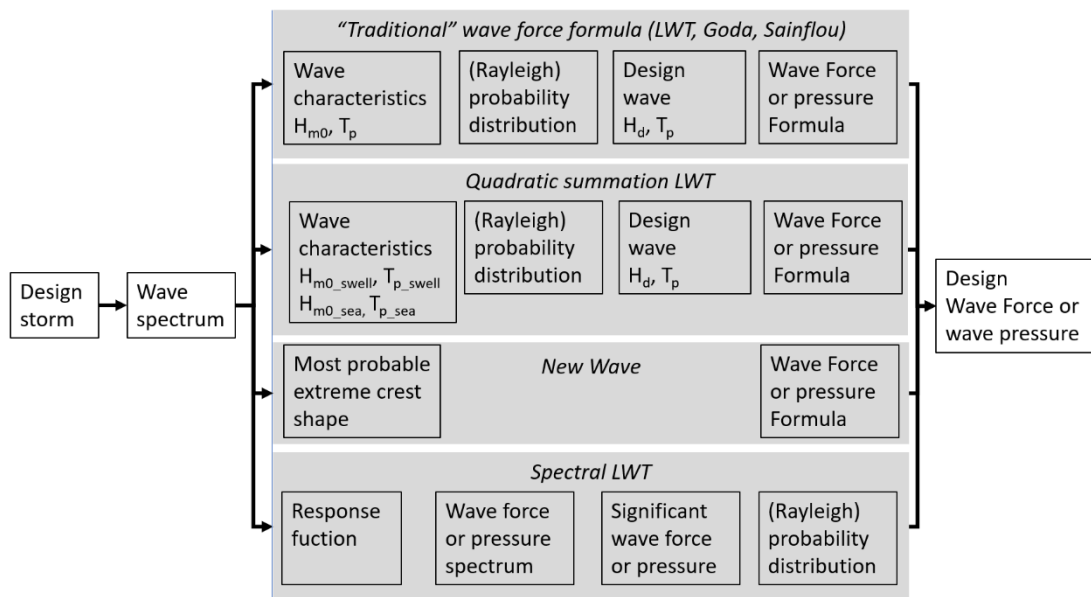 “Traditional” wave force formula (LWT, Goda, Sainflou)
Wave
characteristics
Hm0, Tp
(Rayleigh)
probability
distribution
Design
wave
Hd, Tp
Wave Force
or pressure
Formula
Quadratic summation LWT
Wave
characteristics
Hm0_swell, Tp_swell
Hm0_sea, Tp_sea
(Rayleigh)
probability
distribution
Design
wave
Hd, Tp
Wave Force
or pressure
Formula
Design
storm
Wave
spectrum
Design
Wave Force or
wave pressure
Most probable
extreme crest
shape
New Wave
Wave Force
or pressure
Formula
Spectral LWT
Response
fuction
Wave force
or pressure
spectrum
Significant
wave force
or pressure
(Rayleigh)
probability
distribution